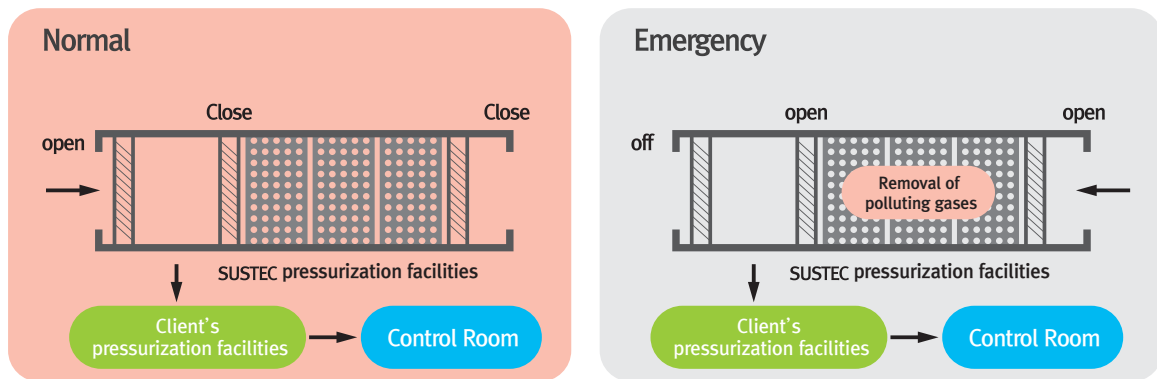 Normal
Close
Close
open
SUSTEC pressurization facilities
Client's
pressurization facilities
Control Room
Emergency
open
open
off
Removal of
polluting gases
SUSTEC pressurization facilities
Client's
pressurization facilities
Control Room